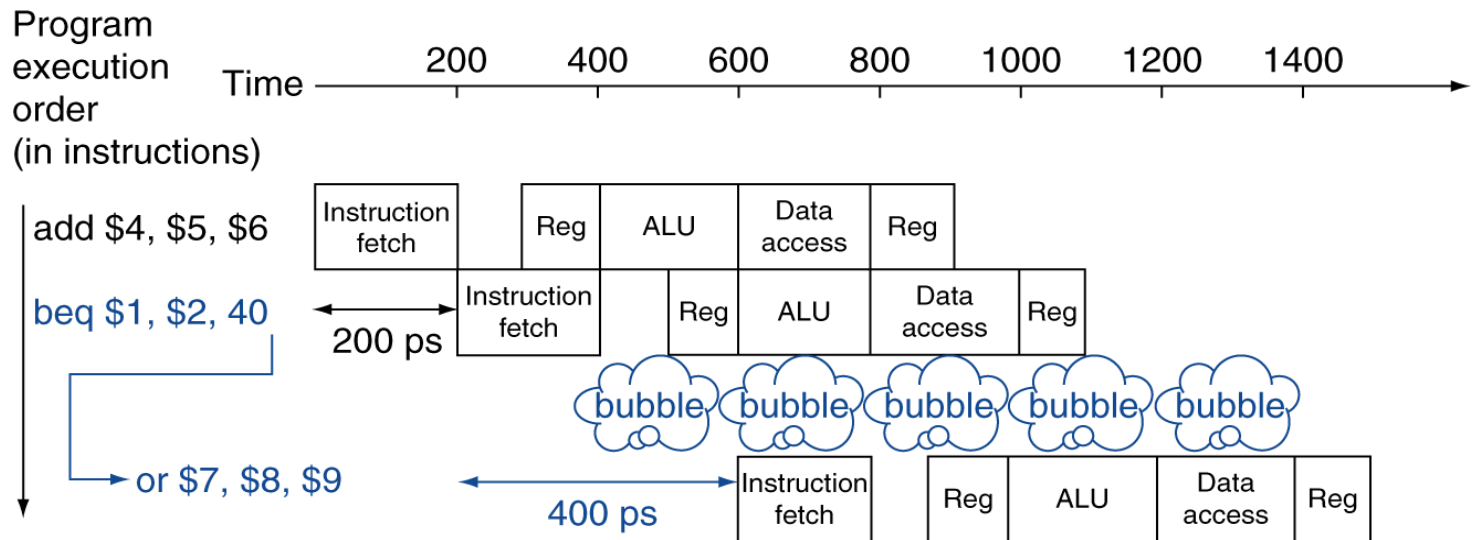 Program
execution
order
(in instructions)
Time
200 400 600 800 1000 1200 1400
add $4, $5, $6
Instruction
fetch
Reg
ALU
Data
access
Reg
beq $1, $2, 40
200 ps
Instruction
fetch
Reg
ALU
Data
access
Reg
bubble bubble bubble bubble bubble
or $7, $8, $9
400 ps
Instruction
fetch
Reg
ALU
Data
access
Reg